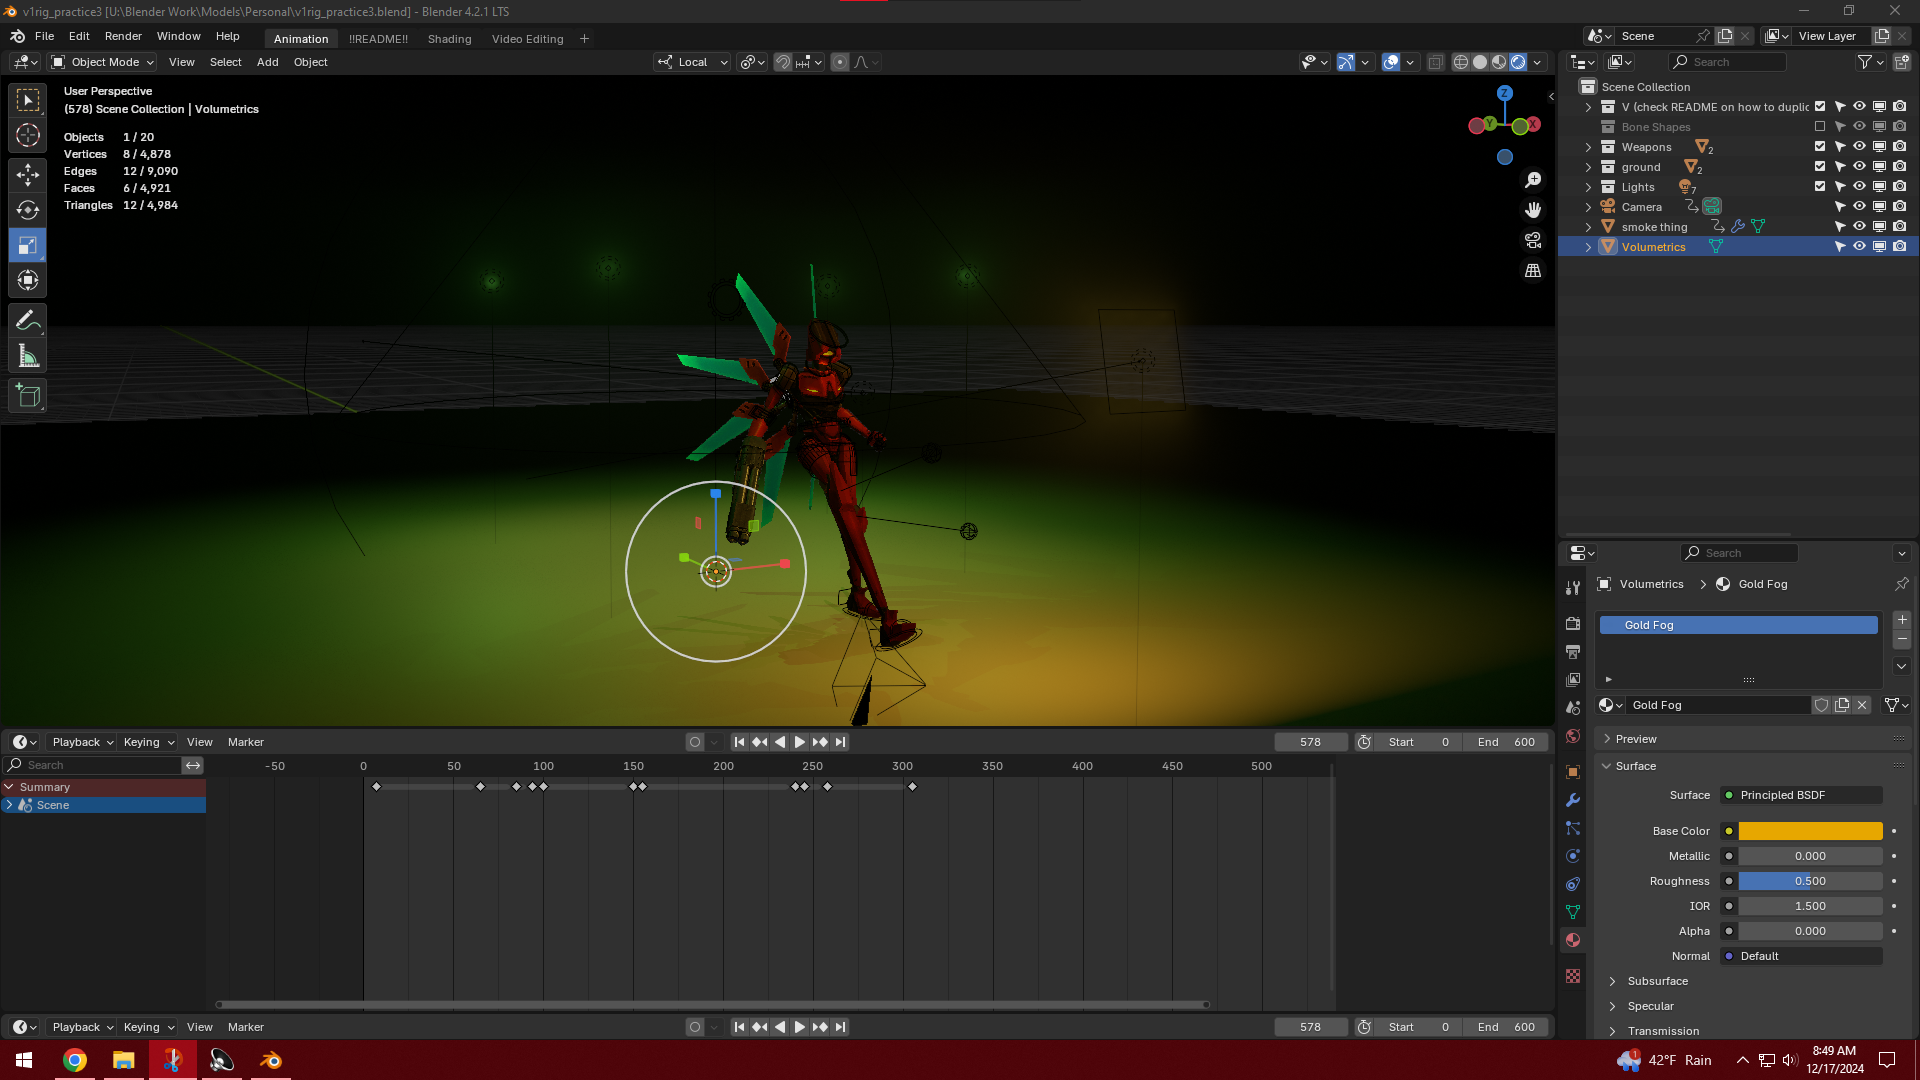 v1rig_practice3 [U:\Blender Work\Models\Personal\v1rig_practice3.blend] - Blender 4.2.1 LTS
File Edit Render Window Help Animation !!README!! Shading Video Editing Scene View Layer
Object Mode View Select Add Object Local Search
User Perspective
(578) Scene Collection | Volumetrics
Objects 1 / 20
Vertices 8 / 4,878
Edges 12 / 9,090
Faces 6 / 4,921
Triangles 12 / 4,984
Z
Y
X
Scene Collection
V (check README on how to duplic
Bone Shapes
Weapons 2
ground 2
Lights 7
Camera
smoke thing
Volumetrics
Search
Volumetrics > Gold Fog
Gold Fog
Gold Fog
Preview
Surface
Surface Principled BSDF
Base Color
Metallic 0.000
Roughness 0.500
IOR 1.500
Alpha 0.000
Normal Default
Subsurface
Specular
Transmission
Playback Keying View Marker 578 Start 0 End 600
Search -50 0 50 100 150 200 250 300 350 400 450 500
Summary
Scene
Playback Keying View Marker 578 Start 0 End 600
1 42°F Rain 8:49 AM
12/17/2024